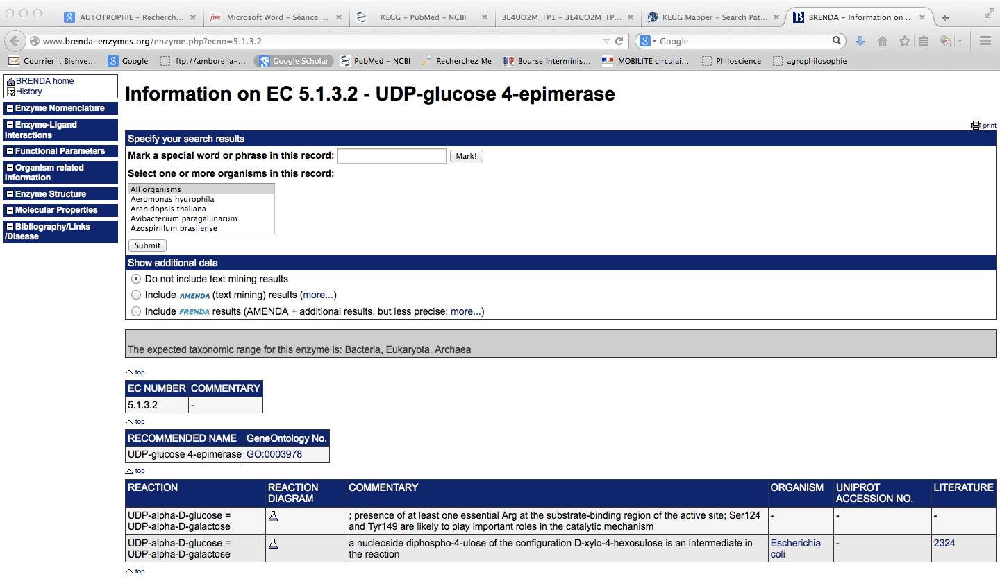 AUTOTROPHIE – Recherch...
free Microsoft Word – Séance ...
KEGG – PubMed – NCBI
3L4UO2M_TP1 – 3L4UO2M_TP...
KEGG Mapper – Search Pat...
B BRENDA – Information on ...
www.brenda-enzymes.org/enzyme.php?ecno=5.1.3.2
Google
Courrier :: Bienve...
Google
ftp://amborella-...
Google Scholar
PubMed – NCBI
Recherchez Me
Bourse Interminis...
MOBILITE circulai...
Philoscience
agrophilosophie
BRENDA home
History
Enzyme Nomenclature
Enzyme-Ligand
Interactions
Functional Parameters
Organism related
Information
Enzyme Structure
Molecular Properties
Bibliography/Links
/Disease
Information on EC 5.1.3.2 - UDP-glucose 4-epimerase
print
Specify your search results
Mark a special word or phrase in this record: Mark!
Select one or more organisms in this record:
All organisms
Aeromonas hydrophila
Arabidopsis thaliana
Avibacterium paragallinarum
Azospirillum brasilense
Submit
Show additional data
Do not include text mining results
Include AMENDA (text mining) results (more...)
Include FRENDA results (AMENDA + additional results, but less precise; more...)
The expected taxonomic range for this enzyme is: Bacteria, Eukaryota, Archaea
top
EC NUMBER COMMENTARY
5.1.3.2 -
top
RECOMMENDED NAME GeneOntology No.
UDP-glucose 4-epimerase GO:0003978
top
REACTION
REACTION
DIAGRAM
COMMENTARY
ORGANISM
UNIPROT
ACCESSION NO.
LITERATURE
UDP-alpha-D-glucose =
UDP-alpha-D-galactose
; presence of at least one essential Arg at the substrate-binding region of the active site; Ser124
and Tyr149 are likely to play important roles in the catalytic mechanism
- - -
UDP-alpha-D-glucose =
UDP-alpha-D-galactose
a nucleoside diphospho-4-ulose of the configuration D-xylo-4-hexosulose is an intermediate in
the reaction
Escherichia
coli
-
2324
top